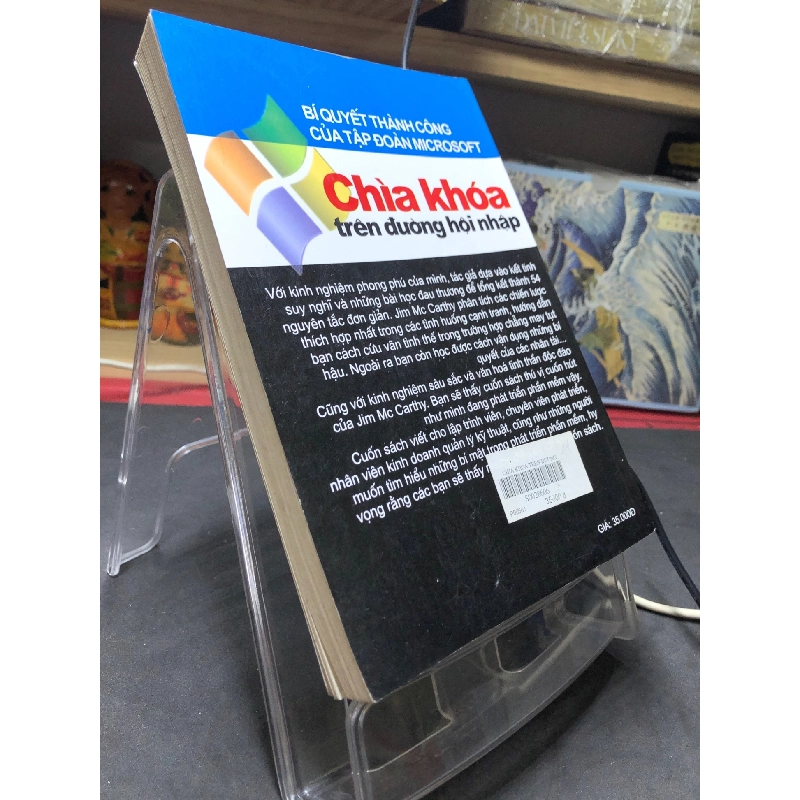 BÍ QUYẾT THÀNH CÔNG
CỦA TẬP ĐOÀN MICROSOFT
Chìa khóa
trên đường hội nhập
Với kinh nghiệm phong phú của mình, tác giả dựa vào kết tinh
suy nghĩ và những bài học đau thương để tổng kết thành 54
nguyên tắc đơn giản. Jim Mc Carthy phân tích các chiến lược
thích hợp nhất trong các tình huống cạnh tranh, hướng dẫn
bạn cách cứu vãn tình thế trong trường hợp chẳng may tụt
hậu. Ngoài ra bạn còn học được cách vận dụng những bí
quyết của các nhân tài...
Cùng với kinh nghiệm sâu sắc và văn hoá tinh thần độc đáo
của Jim Mc Carthy. Bạn sẽ thấy cuốn sách thú vị cuốn hút,
như mình đang phát triển phần mềm vậy.
Cuốn sách viết cho lập trình viên, chuyên viên phát triển,
nhân viên kinh doanh quản lý kỹ thuật, cũng như những người
muốn tìm hiểu những bí mật trong phát triển phần mềm, hy
vọng rằng các bạn sẽ thấy sách.
35,000
GIÁ: 35.000Đ